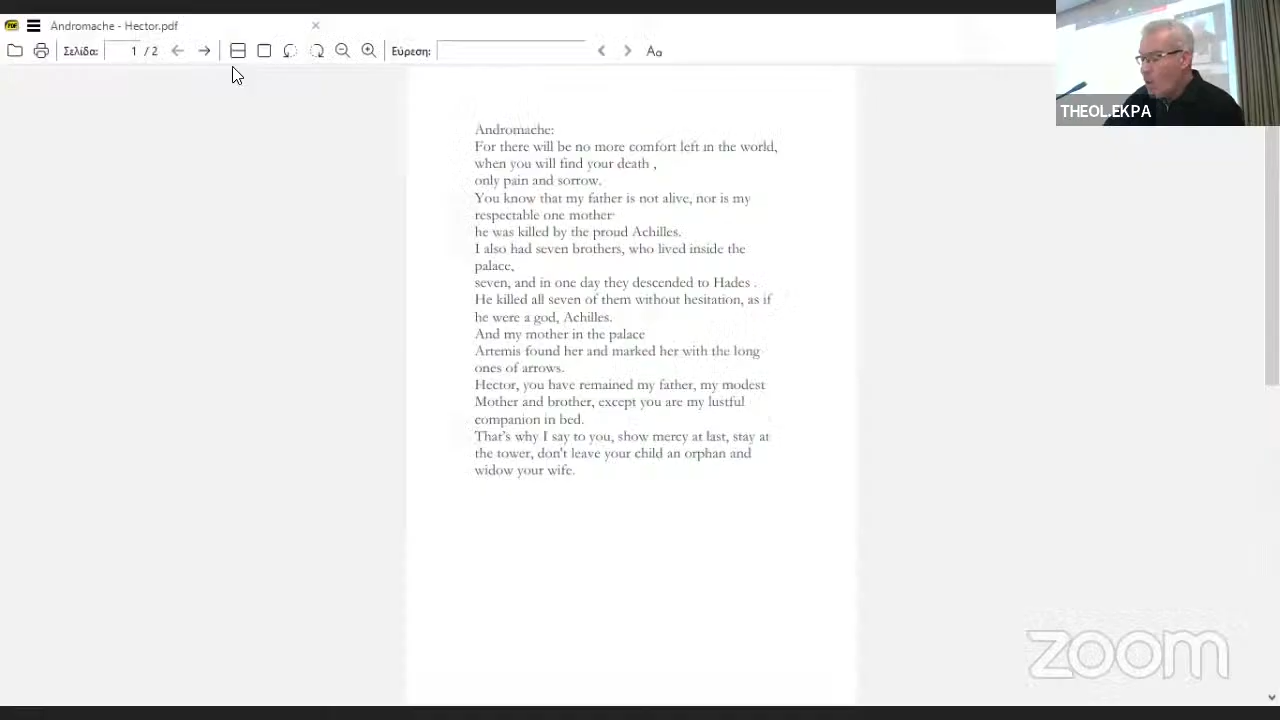 Andromache - Hector.pdf
Σελίδα: 1 / 2 Εύρεση: Aa
THEOL.EKPA
Andromache:
For there will be no more comfort left in the world,
when you will find your death ,
only pain and sorrow.
You know that my father is not alive, nor is my
respectable one mother·
he was killed by the proud Achilles.
I also had seven brothers, who lived inside the
palace,
seven, and in one day they descended to Hades .
He killed all seven of them without hesitation, as if
he were a god, Achilles.
And my mother in the palace
Artemis found her and marked her with the long
ones of arrows.
Hector, you have remained my father, my modest
Mother and brother, except you are my lustful
companion in bed.
That's why I say to you, show mercy at last, stay at
the tower, don't leave your child an orphan and
widow your wife.
zoom